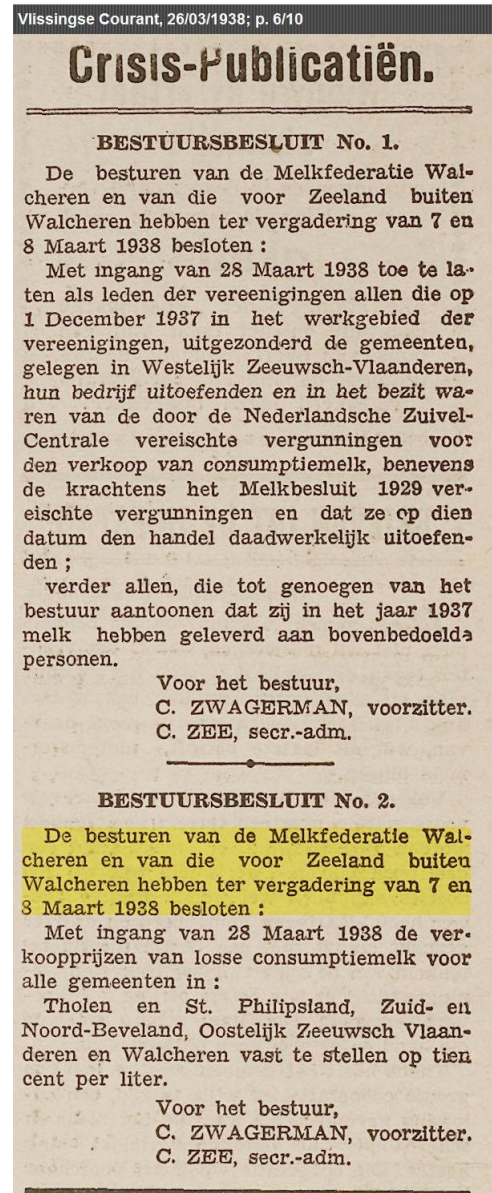 Vlissingse Courant, 26/03/1938; p. 6/10
Crisis-Publicatiën.
BESTUURSBESLUIT No. 1.
De besturen van de Melkfederatie Wal-
cheren en van die voor Zeeland buiten
Walcheren hebben ter vergadering van 7 en
8 Maart 1938 besloten :
Met ingang van 28 Maart 1938 toe te la-
ten als leden der vereenigingen allen die op
1 December 1937 in het werkgebied der
vereenigingen, uitgezonderd de gemeenten,
gelegen in Westelijk Zeeuwsch-Vlaanderen,
hun bedrijf uitoefenden en in het bezit wa-
ren van de door de Nederlandsche Zuivel-
Centrale vereischte vergunningen voor
den verkoop van consumptiemelk, benevens
de krachtens het Melkbesluit 1929 ver-
eischte vergunningen en dat ze op dien
datum den handel daadwerkelijk uitoefen-
den ;
verder allen, die tot genoegen van het
bestuur aantoonen dat zij in het jaar 1937
melk hebben geleverd aan bovenbedoelde
personen.
Voor het bestuur,
C. ZWAGERMAN, voorzitter.
C. ZEE, secr.-adm.
BESTUURSBESLUIT No. 2.
De besturen van de Melkfederatie Wal-
cheren en van die voor Zeeland buiten
Walcheren hebben ter vergadering van 7 en
8 Maart 1938 besloten :
Met ingang van 28 Maart 1938 de ver-
koopprijzen van losse consumptiemelk voor
alle gemeenten in :
Tholen en St. Philipsland, Zuid- en
Noord-Beveland, Oostelijk Zeeuwsch Vlaan-
deren en Walcheren vast te stellen op tien
cent per liter.
Voor het bestuur,
C. ZWAGERMAN, voorzitter.
C. ZEE, secr.-adm.